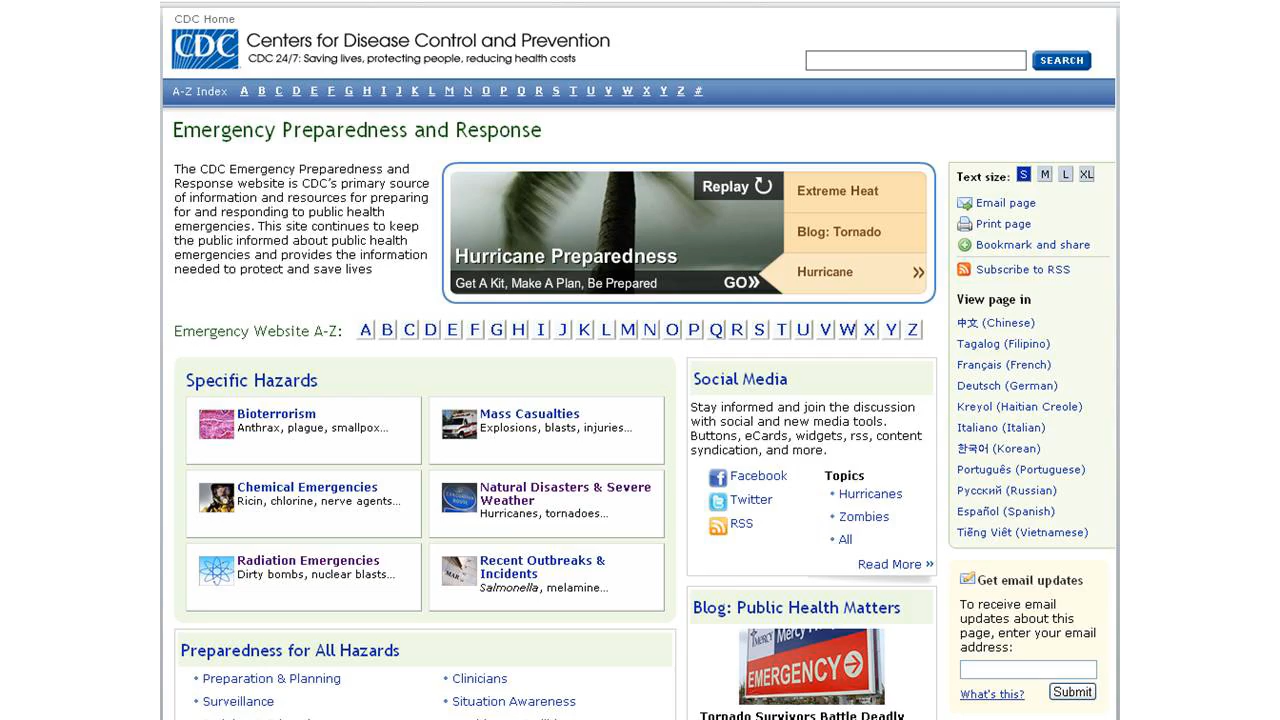 CDC Home
CDC
Centers for Disease Control and Prevention
CDC 24/7: Saving lives, protecting people, reducing health costs
SEARCH
A-Z Index A B C D E F G H I J K L M N O P Q R S T U V W X Y Z #
Emergency Preparedness and Response
The CDC Emergency Preparedness and
Response website is CDC's primary source
of information and resources for preparing
for and responding to public health
emergencies. This site continues to keep
the public informed about public health
emergencies and provides the information
needed to protect and save lives
Replay
Hurricane Preparedness
Get A Kit, Make A Plan, Be Prepared
GO»
Extreme Heat
Blog: Tornado
Hurricane »
Text size: S M L XL
Email page
Print page
Bookmark and share
Subscribe to RSS
View page in
中文 (Chinese)
Tagalog (Filipino)
Français (French)
Deutsch (German)
Kreyol (Haitian Creole)
Italiano (Italian)
한국어 (Korean)
Português (Portuguese)
Русский (Russian)
Español (Spanish)
Tiếng Việt (Vietnamese)
Emergency Website A-Z: A B C D E F G H I J K L M N O P Q R S T U V W X Y Z
Specific Hazards
Bioterrorism
Anthrax, plague, smallpox...
Mass Casualties
Explosions, blasts, injuries...
Chemical Emergencies
Ricin, chlorine, nerve agents...
Natural Disasters & Severe
Weather
Hurricanes, tornadoes...
Radiation Emergencies
Dirty bombs, nuclear blasts...
Recent Outbreaks &
Incidents
Salmonella, melamine...
Social Media
Stay informed and join the discussion
with social and new media tools.
Buttons, eCards, widgets, rss, content
syndication, and more.
Facebook
Twitter
RSS
Topics
• Hurricanes
• Zombies
• All
Read More »
Get email updates
To receive email
updates about this
page, enter your email
address:
What's this?
Submit
Preparedness for All Hazards
• Preparation & Planning
• Surveillance
• Clinicians
• Situation Awareness
Blog: Public Health Matters
EMERGENCY
Tornado Survivors Battle Deadly